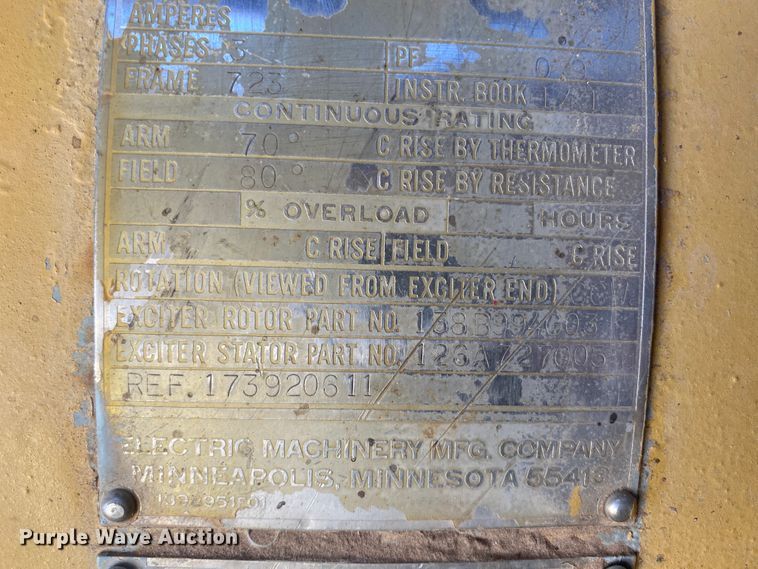 AMPERES
PHASES 3 PF
FRAME 723 INSTR. BOOK
CONTINUOUS RATING
ARM 70° C RISE BY THERMOMETER
FIELD 80° C RISE BY RESISTANCE
% OVERLOAD HOURS
ARM C RISE FIELD C RISE
ROTATION (VIEWED FROM EXCITER END)
EXCITER ROTOR PART NO.
EXCITER STATOR PART NO.
REF. 173920611
ELECTRIC MACHINERY MFG. COMPANY
MINNEAPOLIS, MINNESOTA 55413
Purple Wave Auction